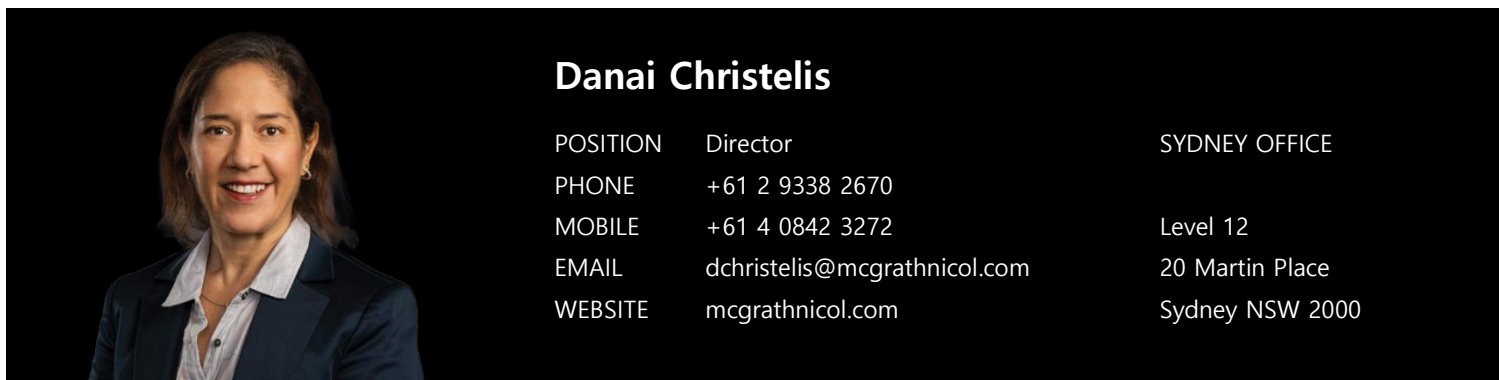 Danai Christelis
POSITION Director
PHONE +61 2 9338 2670
MOBILE +61 4 0842 3272
EMAIL dchristelis@mcgrathnicol.com
WEBSITE mcgrathnicol.com
SYDNEY OFFICE
Level 12
20 Martin Place
Sydney NSW 2000